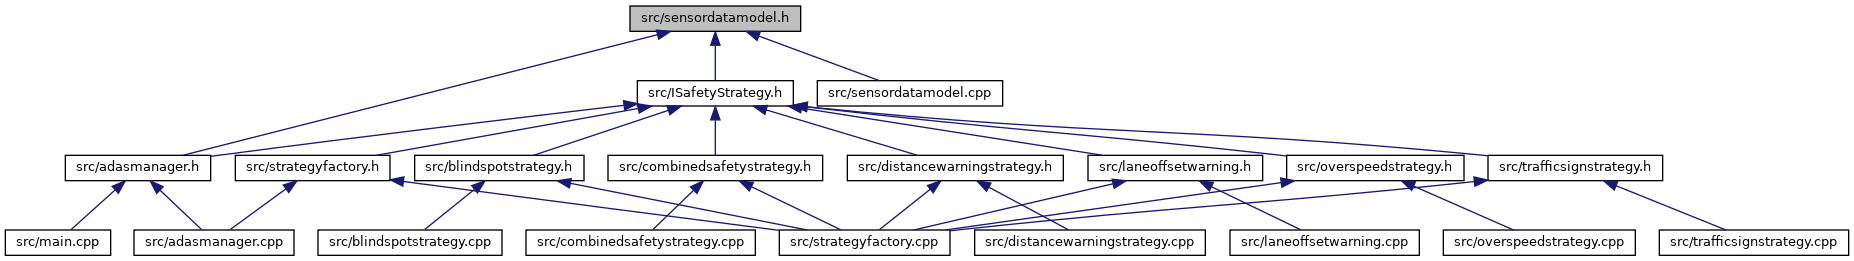 src/sensordatamodel.h
src/ISafetyStrategy.h
src/sensordatamodel.cpp
src/adasmanager.h
src/strategyfactory.h
src/blindspotstrategy.h
src/combinedsafetystrategy.h
src/distancewarningstrategy.h
src/laneoffsetwarning.h
src/overspeedstrategy.h
src/trafficsignstrategy.h
src/main.cpp
src/adasmanager.cpp
src/blindspotstrategy.cpp
src/combinedsafetystrategy.cpp
src/strategyfactory.cpp
src/distancewarningstrategy.cpp
src/laneoffsetwarning.cpp
src/overspeedstrategy.cpp
src/trafficsignstrategy.cpp